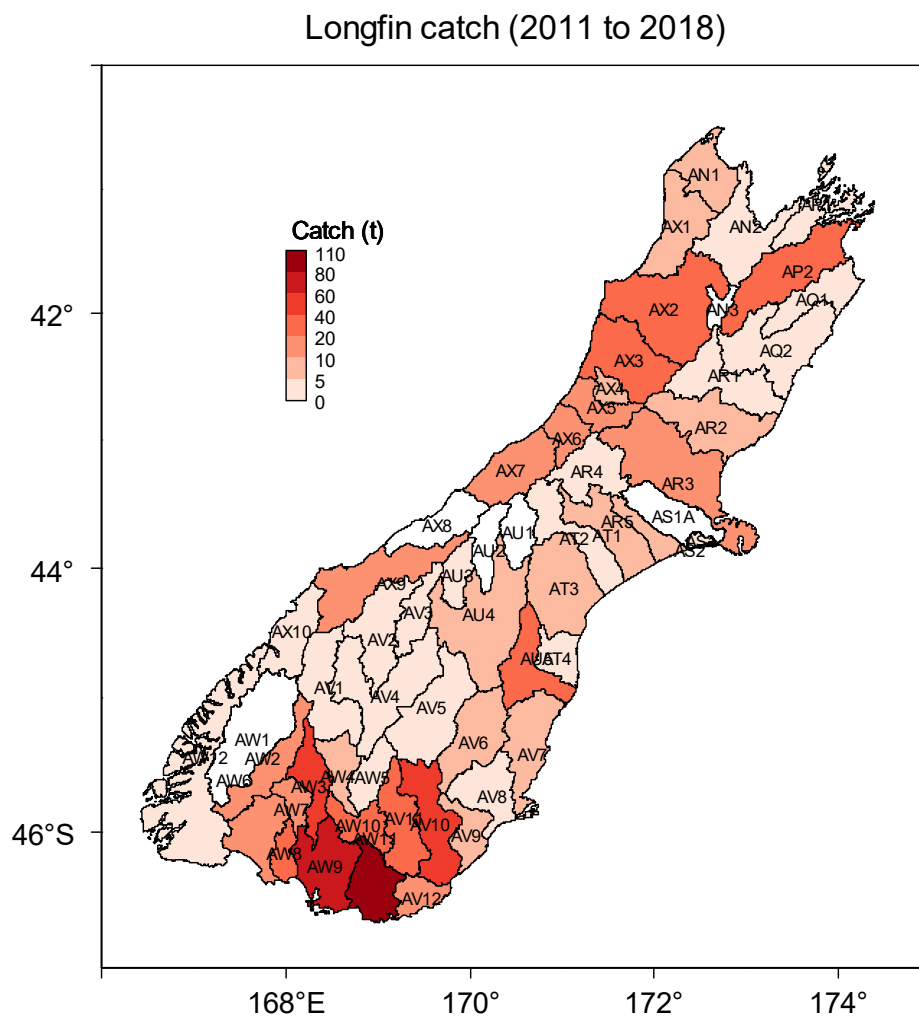 Longfin catch (2011 to 2018)
Catch (t)
110
80
60
40
20
10
5
0
42°
44°
46°S
168°E
170°
172°
174°
AN1
AX1
AN2
AP2
AX2
AN3
AQ1
AQ2
AX3
AR1
AX4
AX5
AR2
AX6
AX7
AR4
AR3
AX8
AU1
AS1A
AR5
AT1
AT2
AS2
AU2
AU3
AX9
AT3
AV3
AU4
AX10
AV2
AT4
AV1
AV4
AV5
AW1
AW2
AW12
AW6
AV6
AV7
AW3
AW4
AW5
AV8
AW7
AW10
AV10
AV9
AW8
AW9
AV12